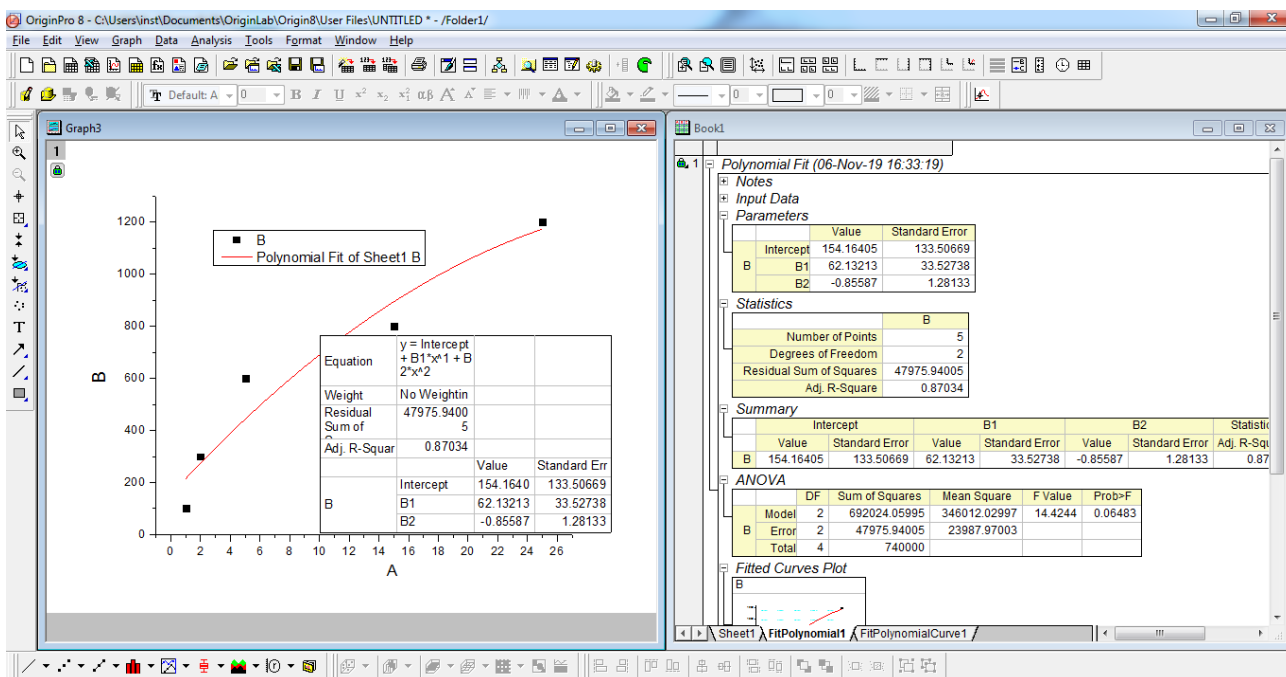 OriginPro 8 - C:\Users\inst\Documents\OriginLab\Origin8\User Files\UNTITLED * - /Folder1/
File Edit View Graph Data Analysis Tools Format Window Help
Default: A 0 B I U x² x₂ αβ A A A 0 0
Graph3
1
1200
1000
800
600
400
200
0
B
0 2 4 6 8 10 12 14 16 18 20 22 24 26
A
B
Polynomial Fit of Sheet1 B
Equation y = Intercept
+ B1*x^1 + B
2*x^2
Weight No Weightin
Residual 47975.9400
Sum of 5
Adj. R-Squar 0.87034
Value Standard Err
B Intercept 154.1640 133.50669
B1 62.13213 33.52738
B2 -0.85587 1.28133
Book1
1 Polynomial Fit (06-Nov-19 16:33:19)
Notes
Input Data
Parameters
Value Standard Error
Intercept 154.16405 133.50669
B B1 62.13213 33.52738
B2 -0.85587 1.28133
Statistics
B
Number of Points 5
Degrees of Freedom 2
Residual Sum of Squares 47975.94005
Adj. R-Square 0.87034
Summary
Intercept B1 B2 Statistic
Value Standard Error Value Standard Error Value Standard Error Adj. R-Squ
B 154.16405 133.50669 62.13213 33.52738 -0.85587 1.28133 0.87
ANOVA
DF Sum of Squares Mean Square F Value Prob>F
Model 2 692024.05995 346012.02997 14.4244 0.06483
B Error 2 47975.94005 23987.97003
Total 4 740000
Fitted Curves Plot
B
Sheet1 FitPolynomial1 FitPolynomialCurve1